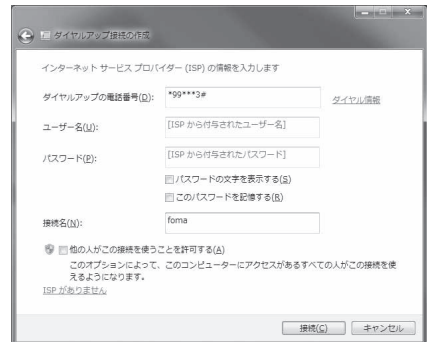 ダイヤルアップ接続の作成
インターネット サービス プロバイダー (ISP) の情報を入力します
ダイヤルアップの電話番号(D): *99***3# ダイヤル情報
ユーザー名(U): [ISP から付与されたユーザー名]
パスワード(P): [ISP から付与されたパスワード]
パスワードの文字を表示する(S)
このパスワードを記憶する(R)
接続名(N): foma
他の人がこの接続を使うことを許可する(A)
このオプションによって、このコンピューターにアクセスがあるすべての人がこの接続を使
えるようになります。
ISP がありません
接続(C) キャンセル